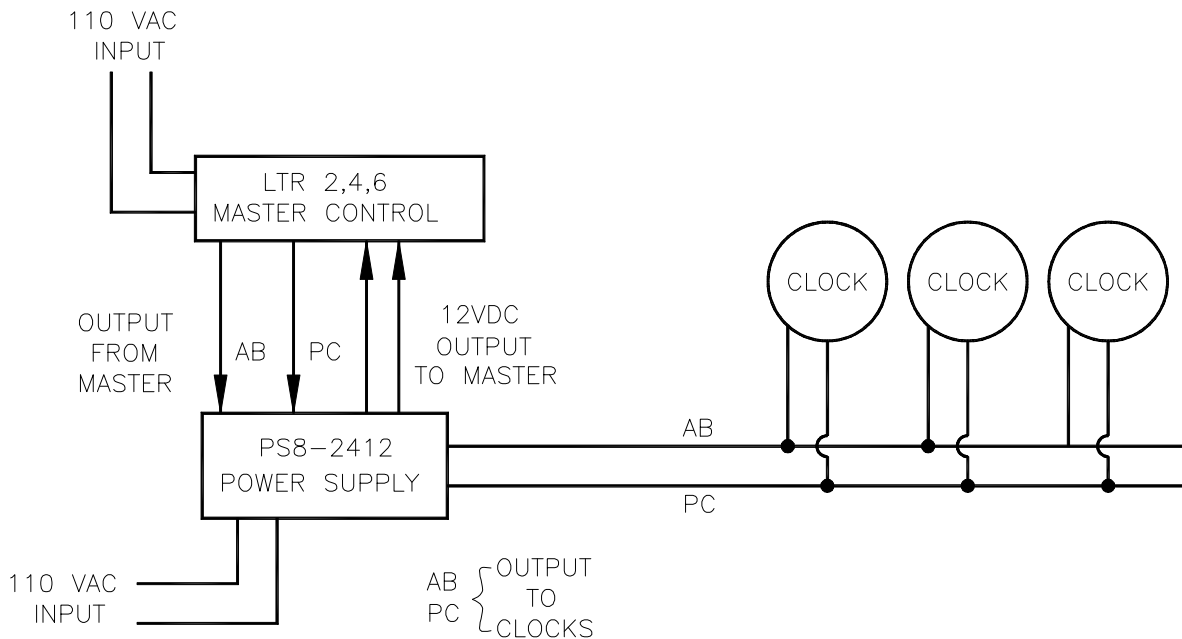 110 VAC
INPUT
LTR 2,4,6
MASTER CONTROL
OUTPUT
FROM
MASTER
AB
PC
12VDC
OUTPUT
TO MASTER
CLOCK
CLOCK
CLOCK
PS8-2412
POWER SUPPLY
AB
PC
110 VAC
INPUT
AB
PC
OUTPUT
TO
CLOCKS